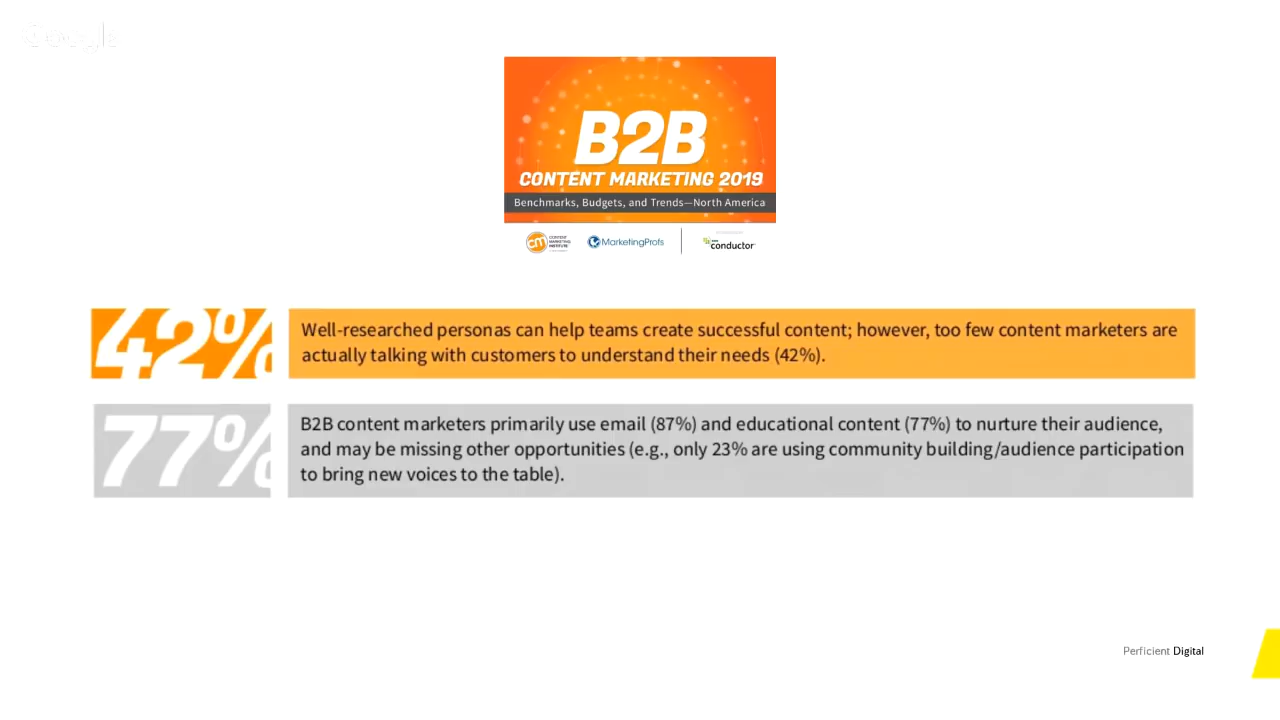 Google
B2B
CONTENT MARKETING 2019
Benchmarks, Budgets, and Trends—North America
CONTENT
MARKETING
INSTITUTE
MarketingProfs
conductor
42%
Well-researched personas can help teams create successful content; however, too few content marketers are
actually talking with customers to understand their needs (42%).
77%
B2B content marketers primarily use email (87%) and educational content (77%) to nurture their audience,
and may be missing other opportunities (e.g., only 23% are using community building/audience participation
to bring new voices to the table).
Perficient Digital